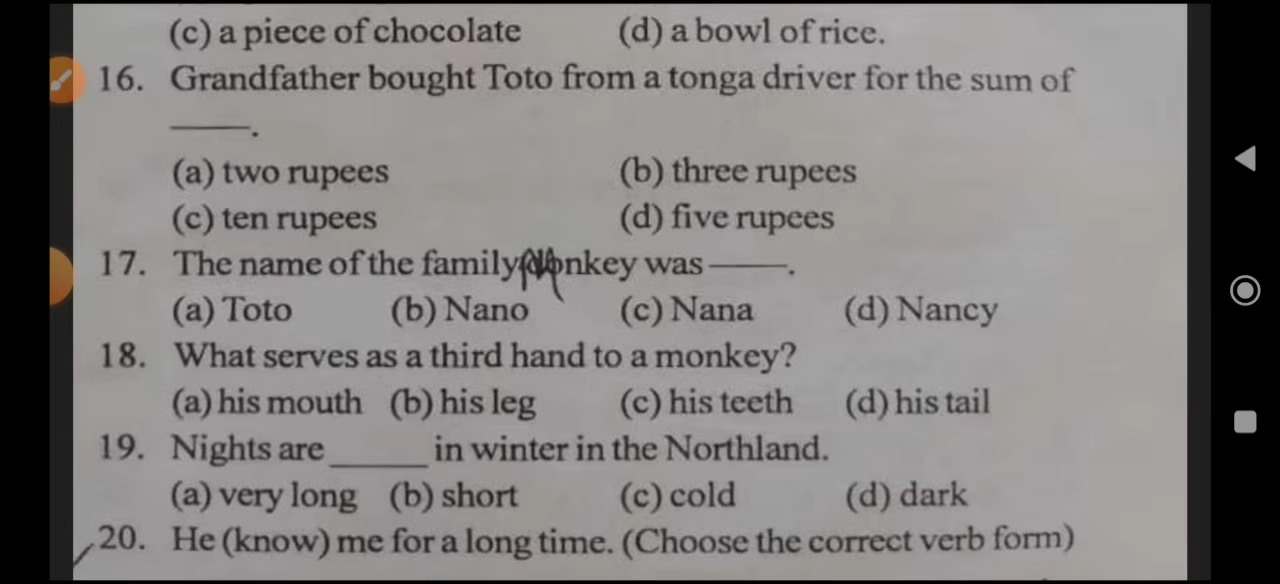 (c) a piece of chocolate (d) a bowl of rice.
16. Grandfather bought Toto from a tonga driver for the sum of
____.
(a) two rupees (b) three rupees
(c) ten rupees (d) five rupees
17. The name of the family monkey was ____.
(a) Toto (b) Nano (c) Nana (d) Nancy
18. What serves as a third hand to a monkey?
(a) his mouth (b) his leg (c) his teeth (d) his tail
19. Nights are ____ in winter in the Northland.
(a) very long (b) short (c) cold (d) dark
20. He (know) me for a long time. (Choose the correct verb form)